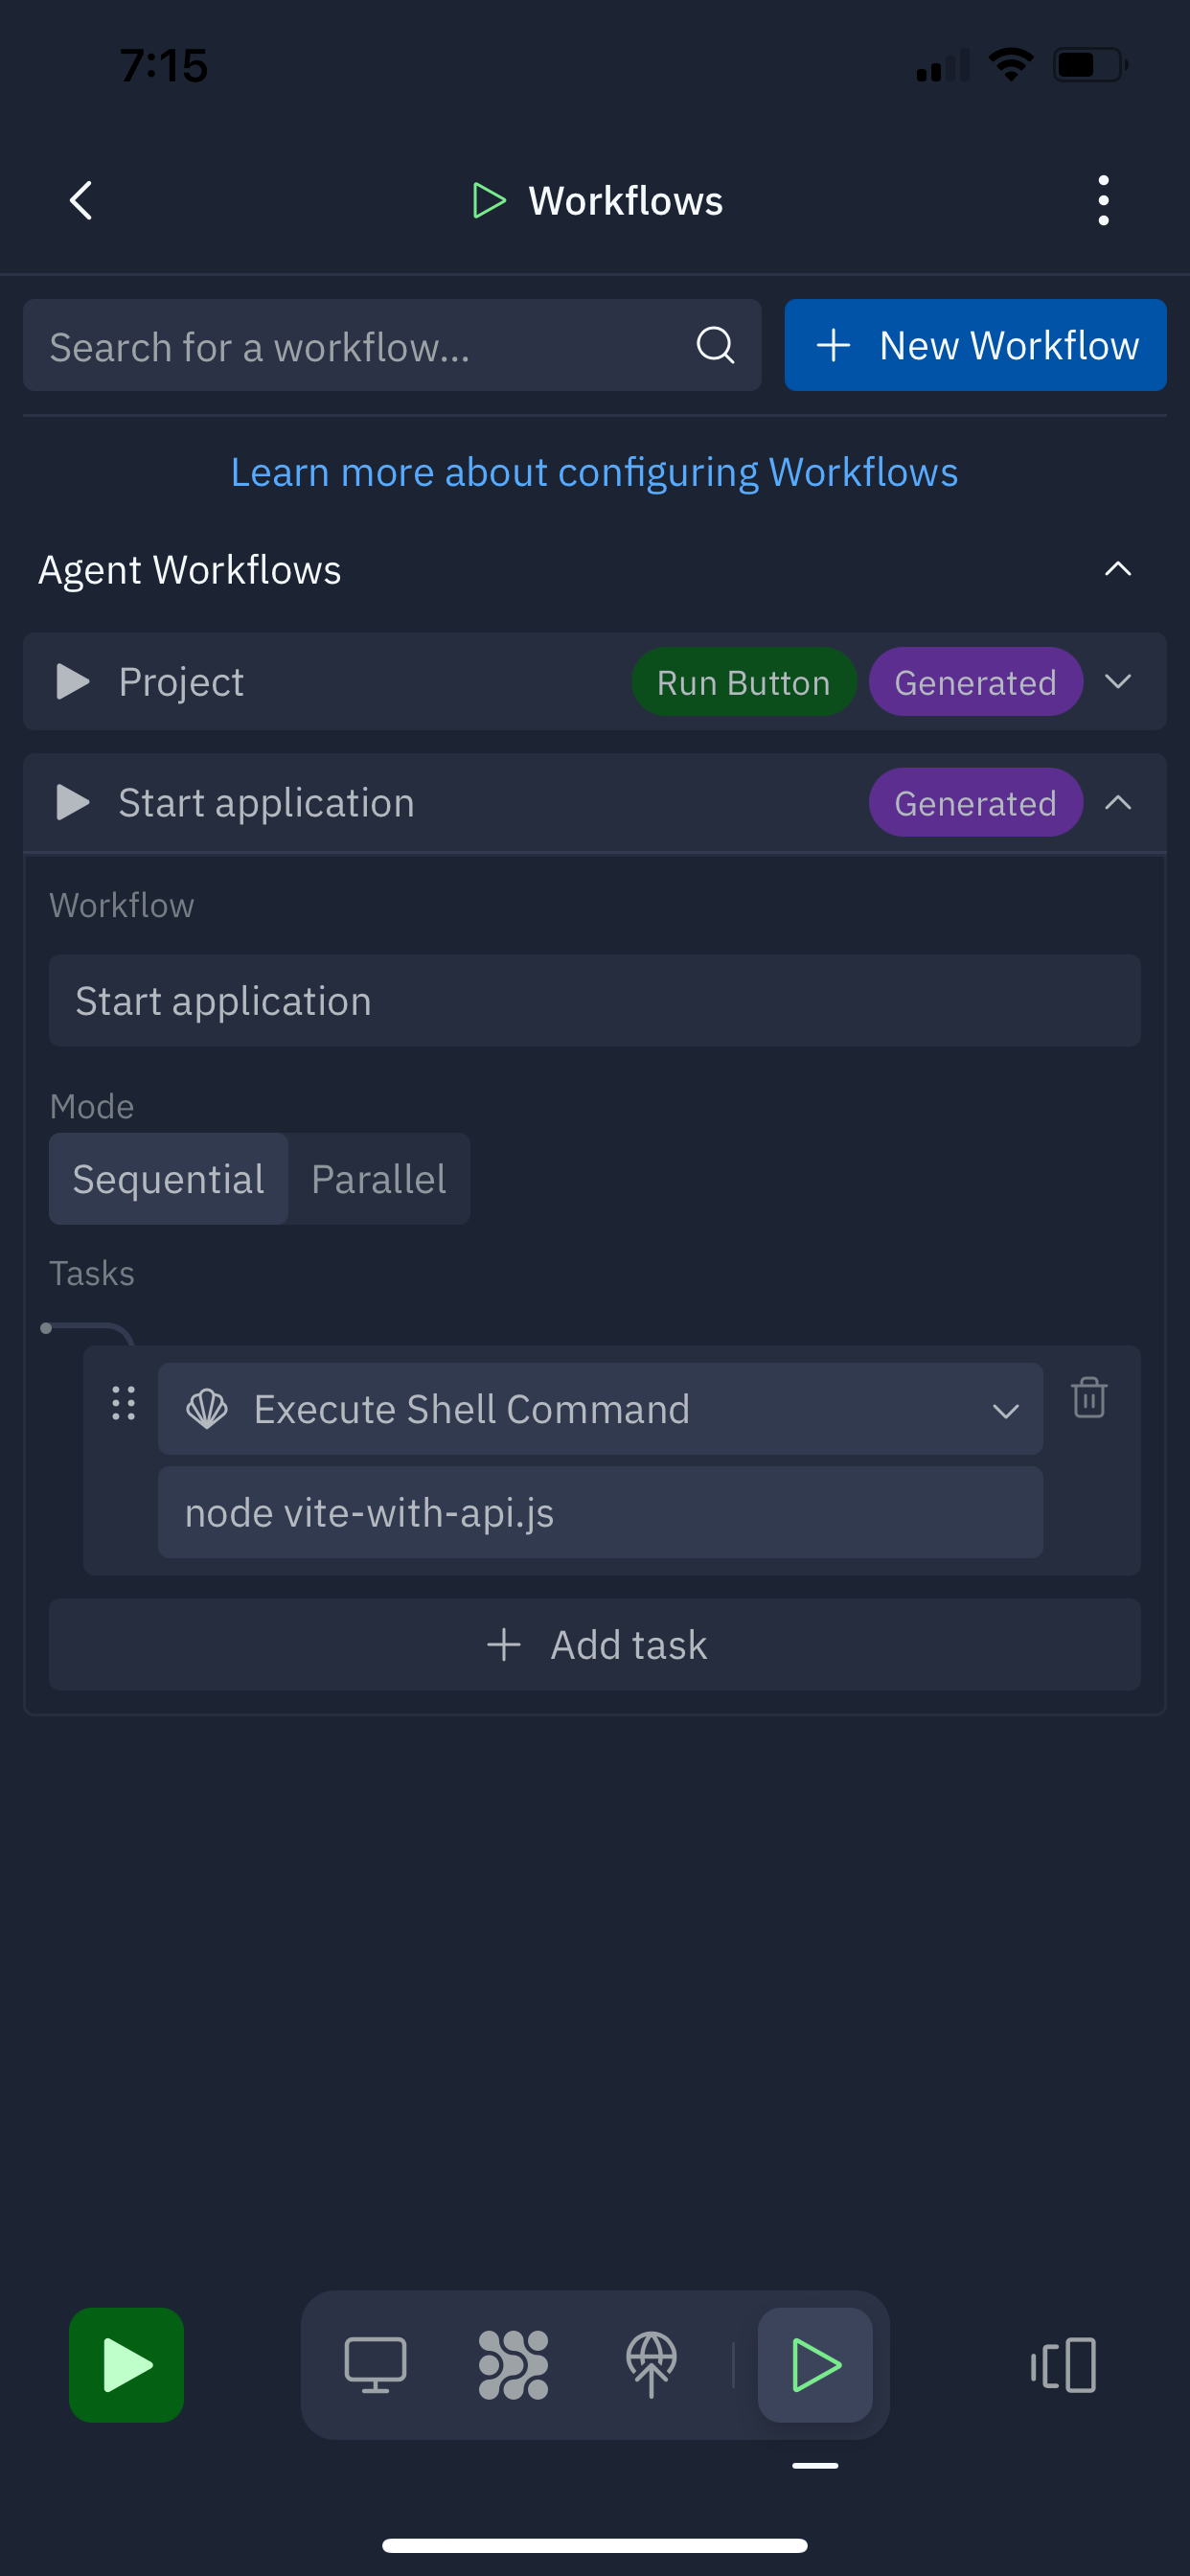 7:15
Workflows
Search for a workflow...
New Workflow
Learn more about configuring Workflows
Agent Workflows
Project Run Button Generated
Start application Generated
Workflow
Start application
Mode
Sequential Parallel
Tasks
Execute Shell Command
node vite-with-api.js
Add task